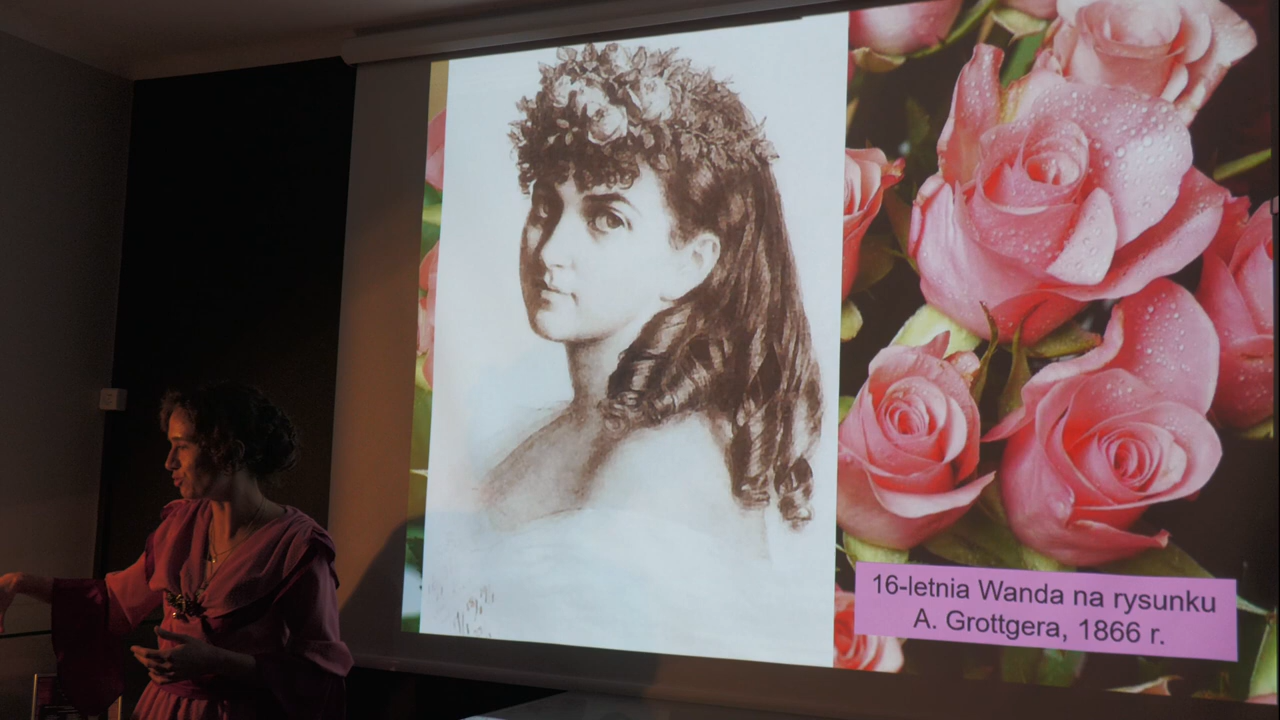 16-letnia Wanda na rysunku
A. Grottgera, 1866 r.